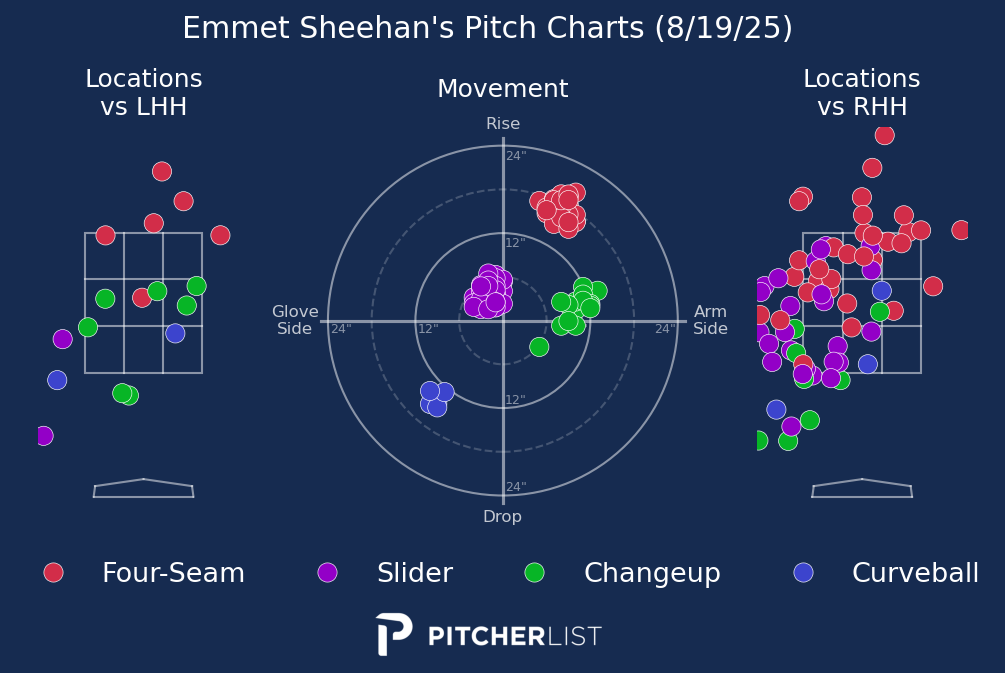 Emmet Sheehan's Pitch Charts (8/19/25)
Locations
vs LHH
Movement
Locations
vs RHH
Rise
24"
12"
Glove
Side
24"
12"
24"
Arm
Side
12"
24"
Drop
Four-Seam
Slider
Changeup
Curveball
PITCHERLIST